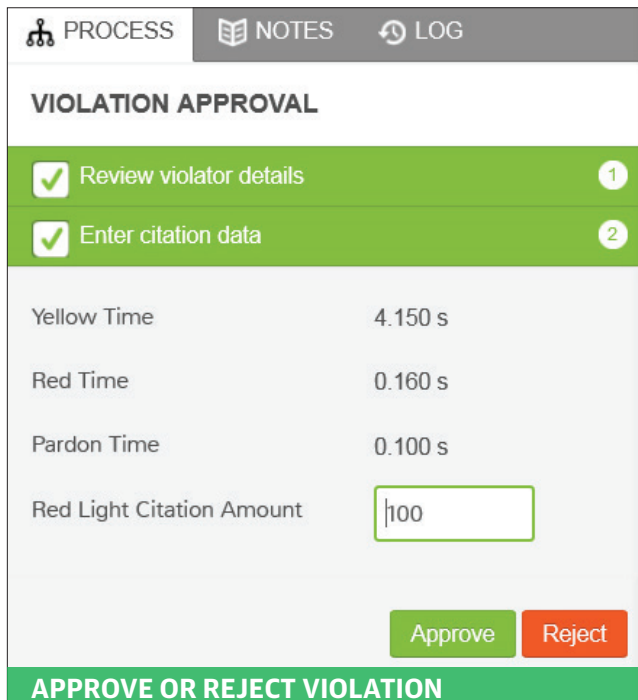 PROCESS NOTES LOG
VIOLATION APPROVAL
Review violator details 1
Enter citation data 2
Yellow Time 4.150 s
Red Time 0.160 s
Pardon Time 0.100 s
Red Light Citation Amount 100
Approve Reject
APPROVE OR REJECT VIOLATION